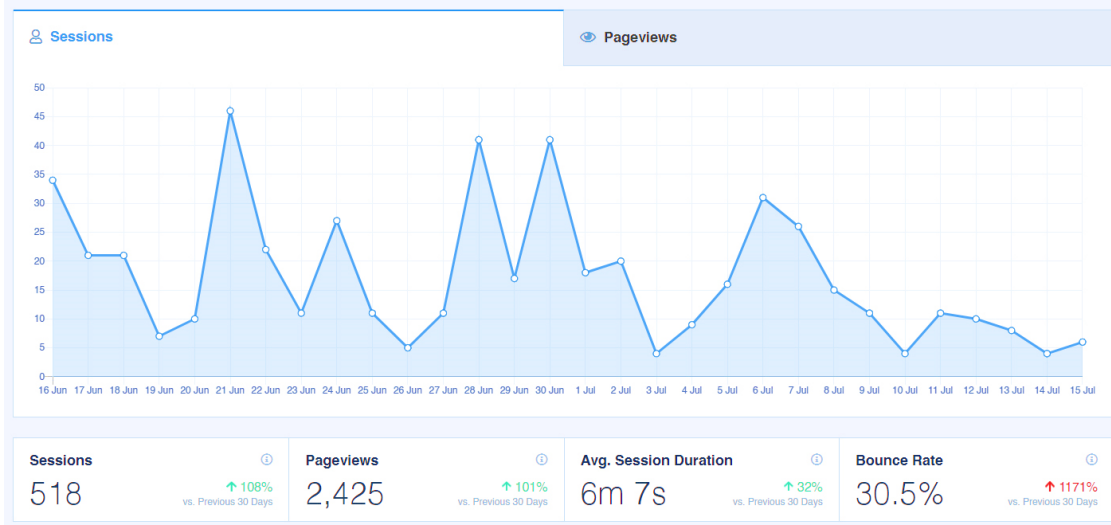 Sessions
Pageviews
50
45
40
35
30
25
20
15
10
5
0
16 Jun 17 Jun 18 Jun 19 Jun 20 Jun 21 Jun 22 Jun 23 Jun 24 Jun 25 Jun 26 Jun 27 Jun 28 Jun 29 Jun 30 Jun 1 Jul 2 Jul 3 Jul 4 Jul 5 Jul 6 Jul 7 Jul 8 Jul 9 Jul 10 Jul 11 Jul 12 Jul 13 Jul 14 Jul 15 Jul
Sessions
518
108%
vs. Previous 30 Days
Pageviews
2,425
101%
vs. Previous 30 Days
Avg. Session Duration
6m 7s
32%
vs. Previous 30 Days
Bounce Rate
30.5%
1171%
vs. Previous 30 Days